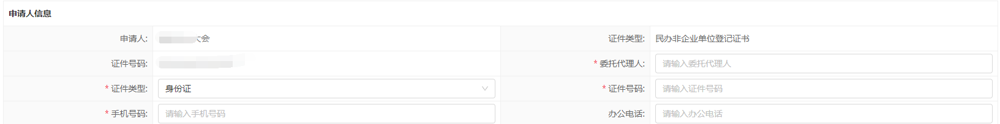 申请人信息
申请人: 大会 证件类型: 民办非企业单位登记证书
证件号码: * 委托代理人: 请输入委托代理人
* 证件类型: 身份证 * 证件号码: 请输入证件号码
* 手机号码: 请输入手机号码 办公电话: 请输入办公电话